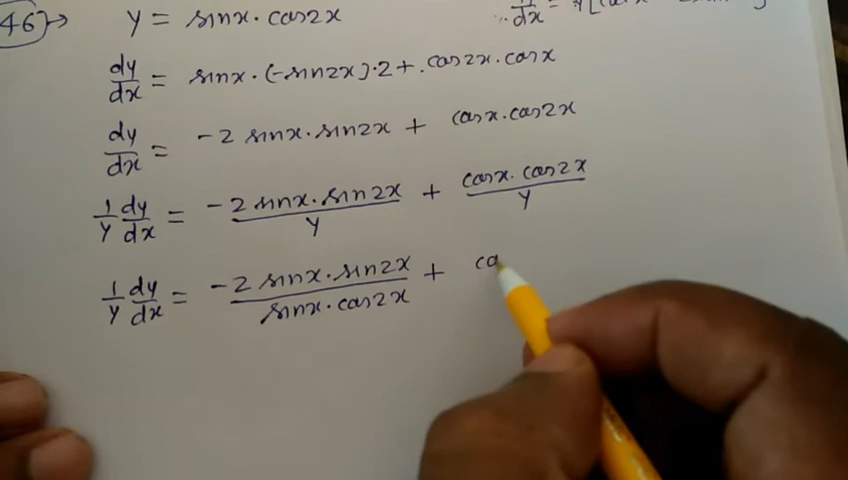 46)→ y = sinx · cos2x
dy/dx = sinx · (-sin2x) · 2 + · cos2x · cosx
dy/dx = -2 sinx · sin2x + cosx · cos2x
1/y dy/dx = -2 sinx · sin2x / y + cosx · cos2x / y
1/y dy/dx = -2 sinx · sin2x / sinx · cos2x + co